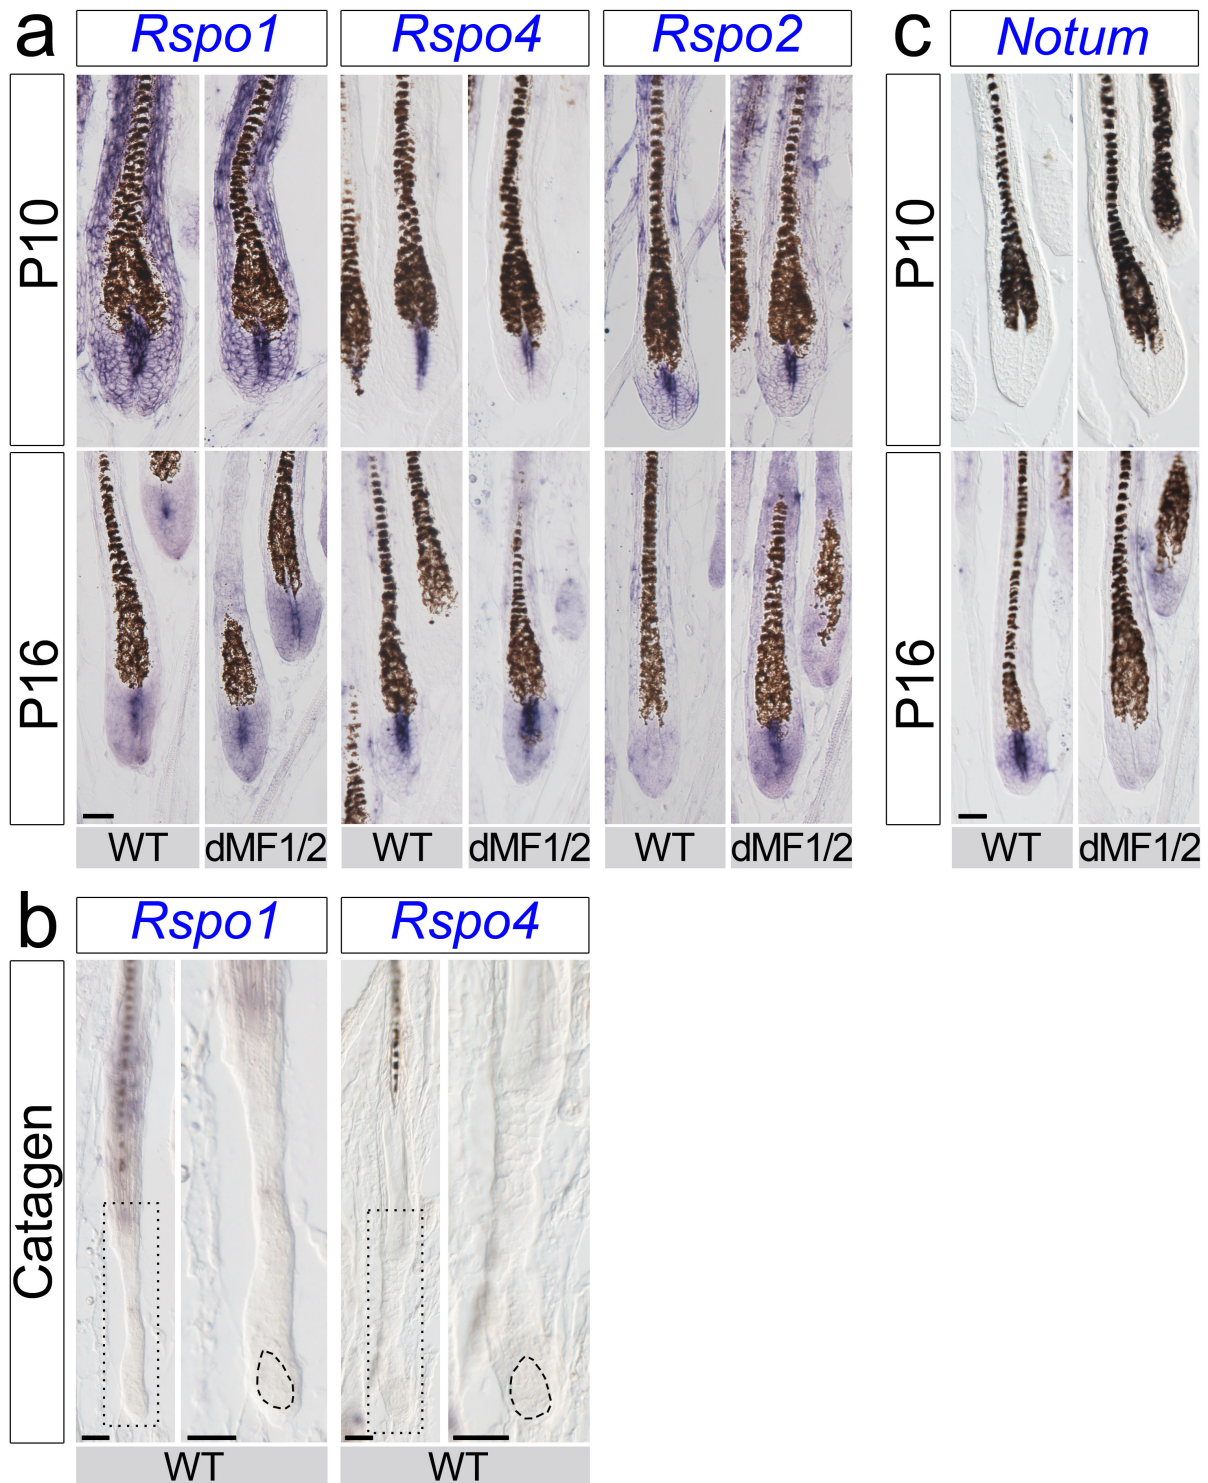 a
Rspo1 Rspo4 Rspo2
P10
P16
WT dMF1/2 WT dMF1/2 WT dMF1/2
c
Notum
P10
P16
WT dMF1/2
b
Rspo1 Rspo4
Catagen
WT WT